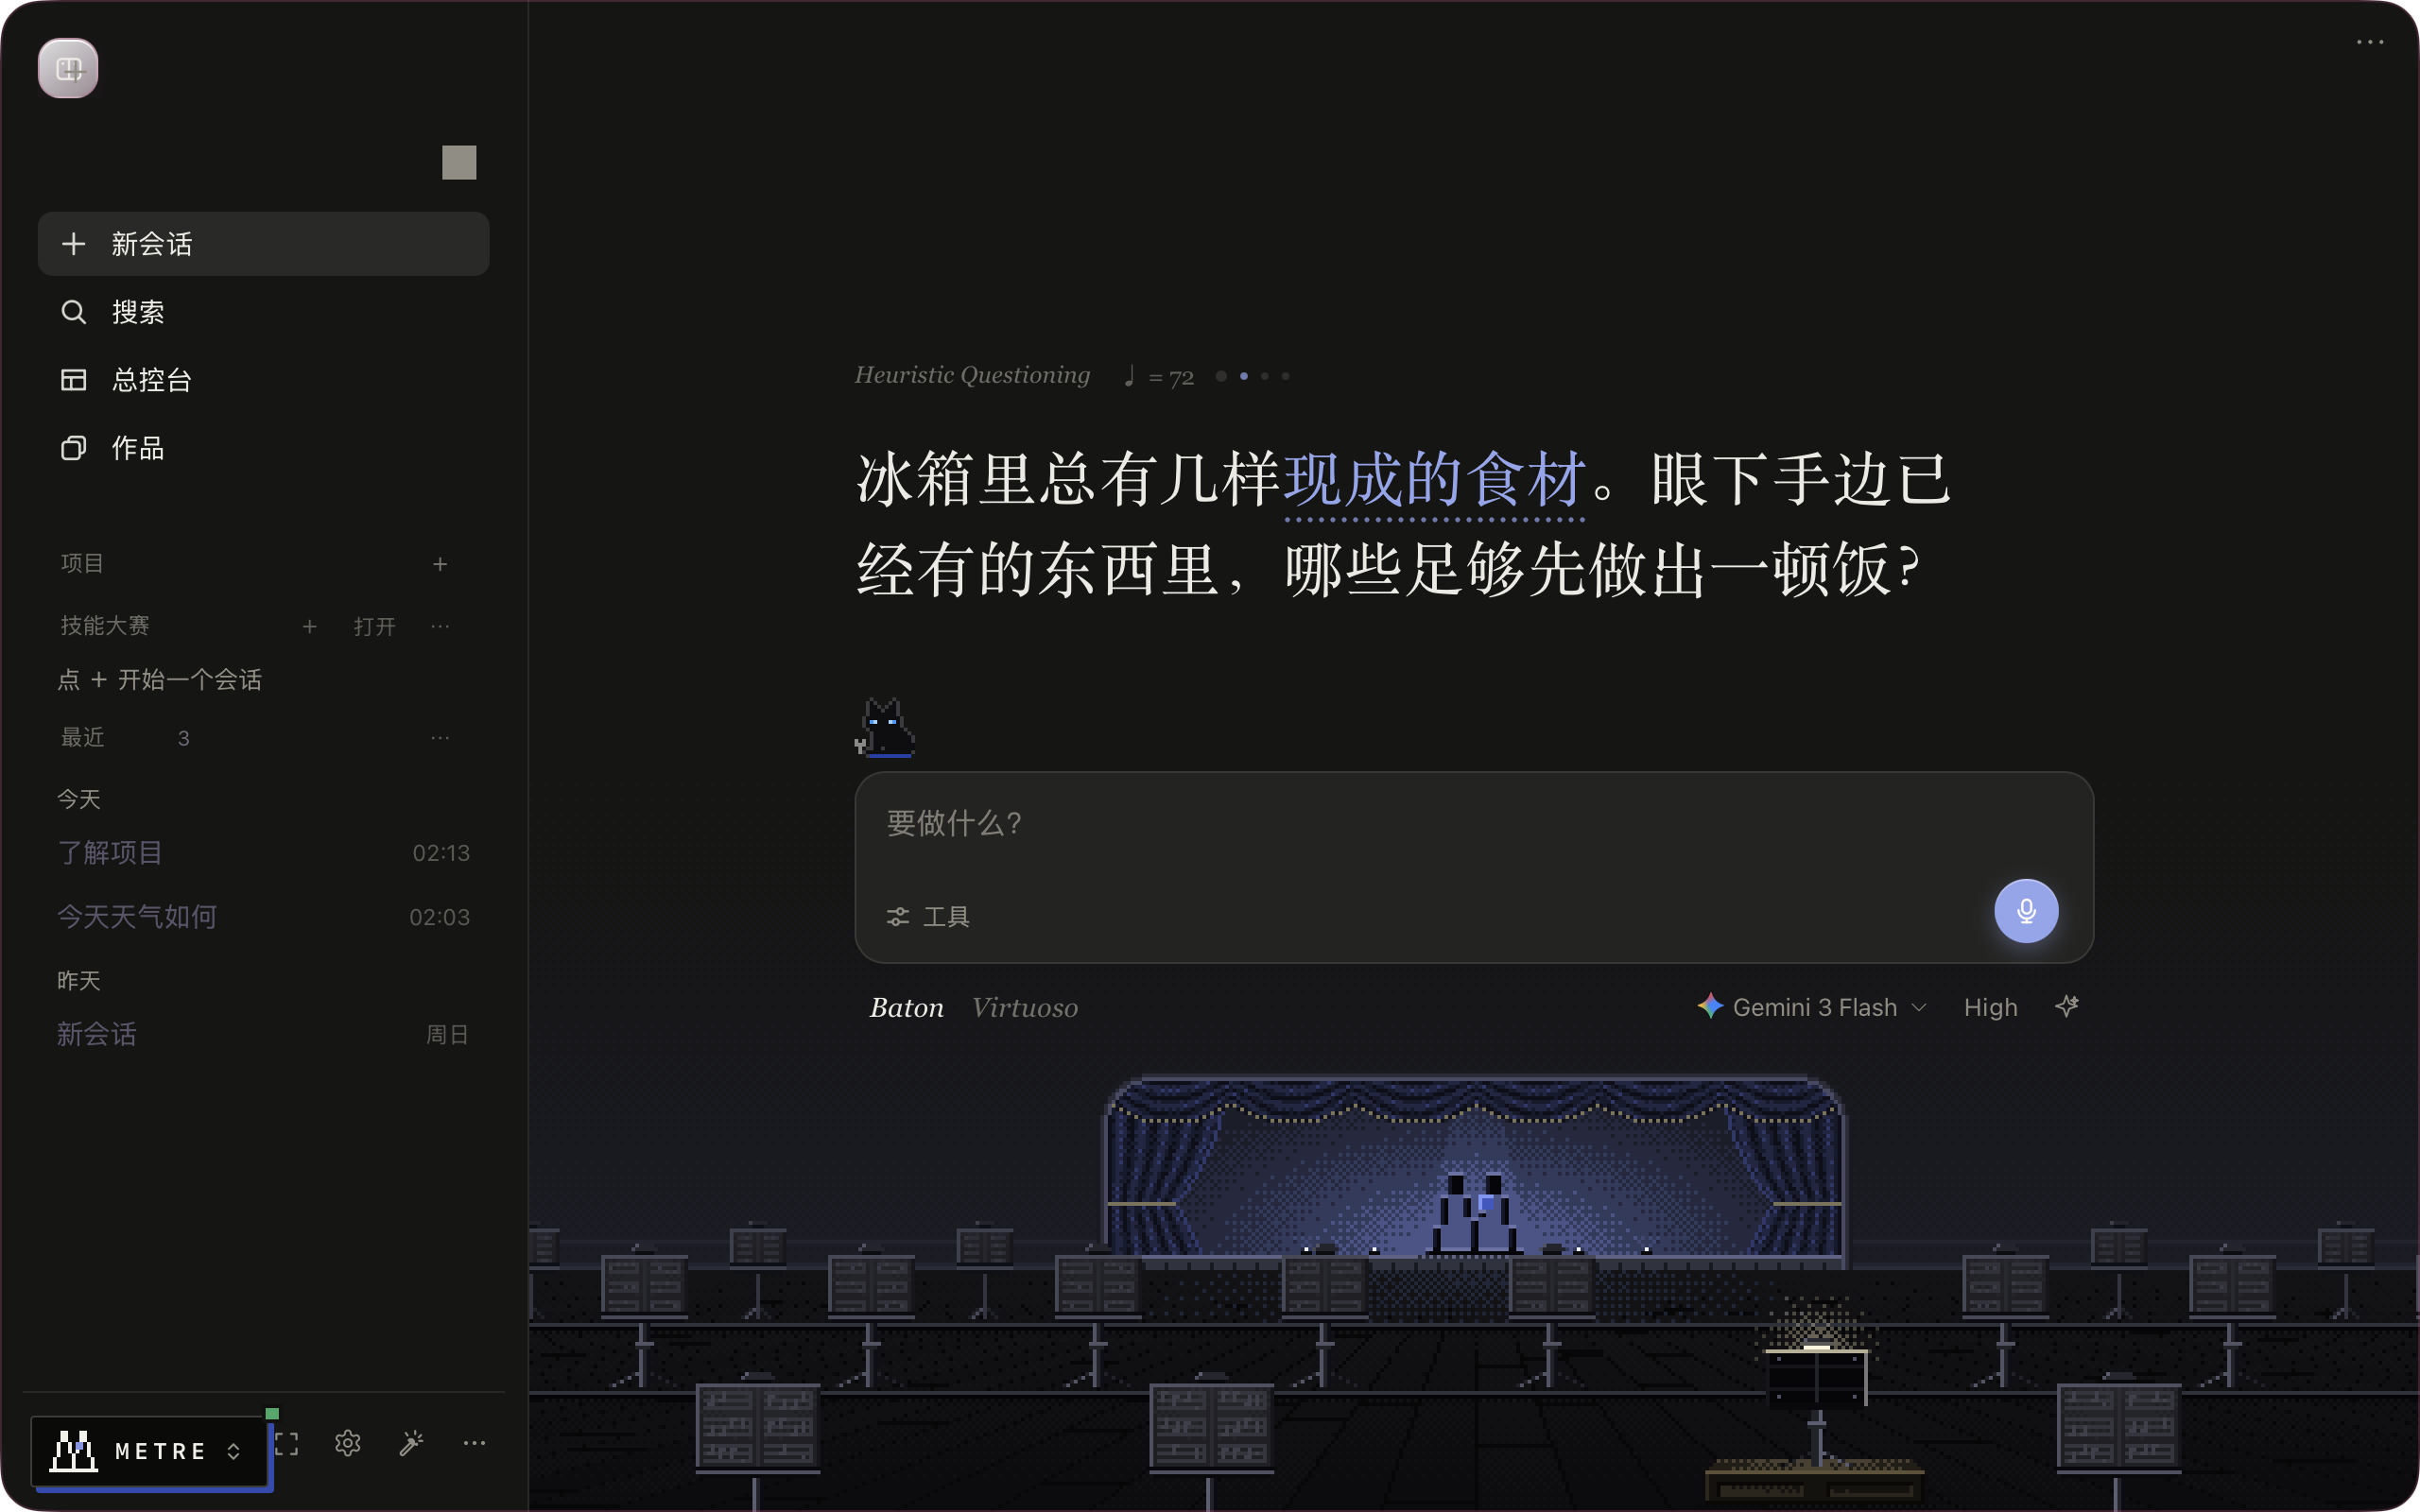 新会话
搜索
总控台
作品
项目 +
技能大赛 + 打开 ···
点 + 开始一个会话
最近 3 ···
今天
了解项目 02:13
今天天气如何 02:03
昨天
新会话 周日
METRE
Heuristic Questioning ♩ = 72
冰箱里总有几样现成的食材。眼下手边已
经有的东西里，哪些足够先做出一顿饭？
要做什么？
工具
Baton Virtuoso Gemini 3 Flash High